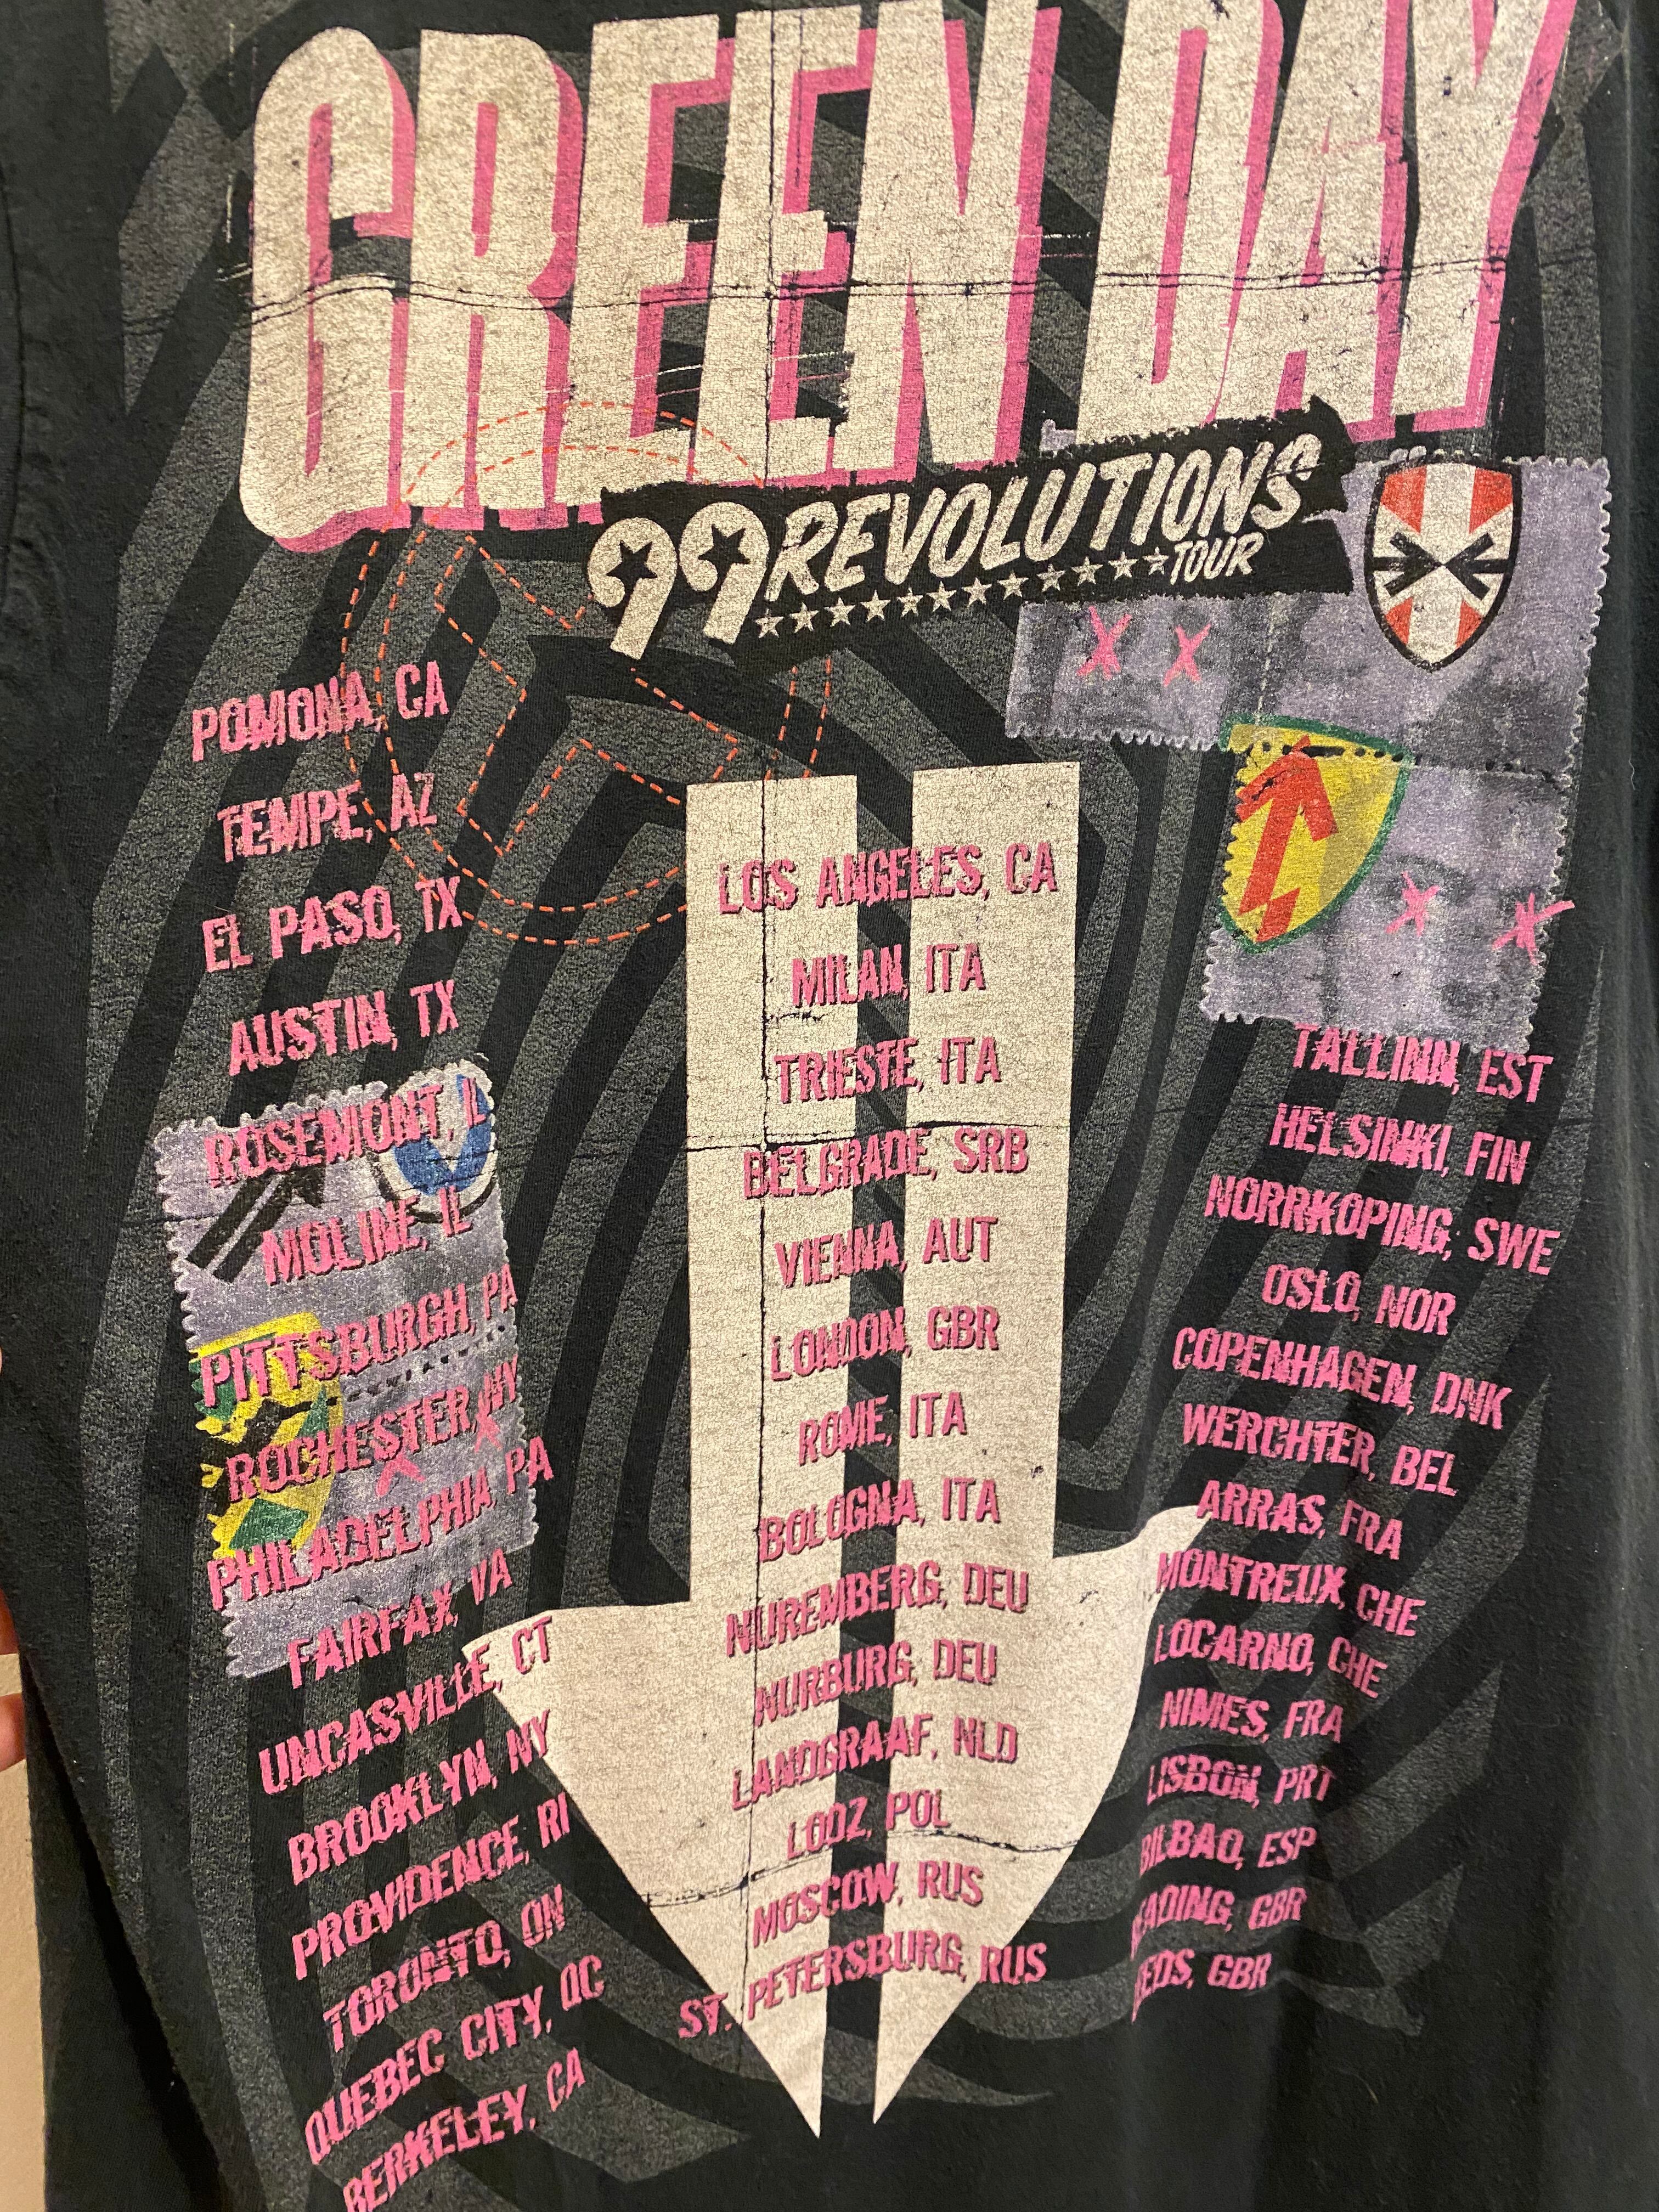 GREEN DAY
99 REVOLUTIONS
TOUR
POMONA, CA
TEMPE, AZ
EL PASO, TX
AUSTIN, TX
ROSEMONT, IL
MOLINE, IL
PITTSBURGH, PA
ROCHESTER, NY
PHILADELPHIA, PA
FAIRFAX, VA
UNCASVILLE, CT
BROOKLYN, NY
PROVIDENCE, RI
TORONTO, ON
QUEBEC CITY, QC
BERKELEY, CA
LOS ANGELES, CA
MILAN, ITA
TRIESTE, ITA
BELGRADE, SRB
VIENNA, AUT
LONDON, GBR
ROME, ITA
BOLOGNA, ITA
NUREMBERG, DEU
NURBURG, DEU
LANDGRAAF, NLD
LODZ, POL
MOSCOW, RUS
ST. PETERSBURG, RUS
TALLINN, EST
HELSINKI, FIN
NORRKOPING, SWE
OSLO, NOR
COPENHAGEN, DNK
WERCHTER, BEL
ARRAS, FRA
MONTREUX, CHE
LOCARNO, CHE
NIMES, FRA
LISBON, PRT
BILBAO, ESP
EADING, GBR
EEDS, GBR